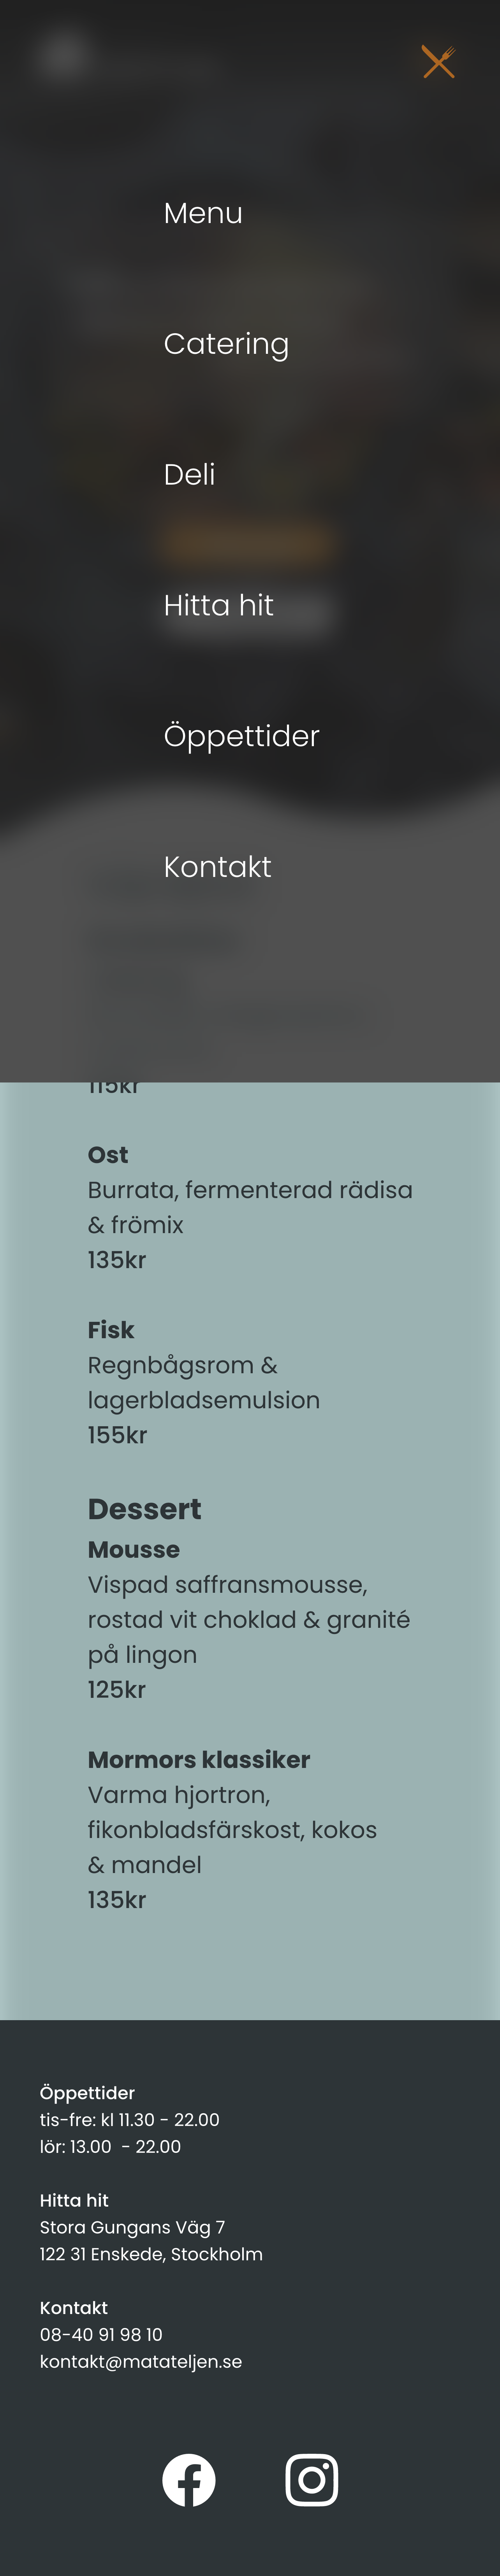 Menu
Catering
Deli
Hitta hit
Öppettider
Kontakt
115kr
Ost
Burrata, fermenterad rädisa
& frömix
135kr
Fisk
Regnbågsrom &
lagerbladsemulsion
155kr
Dessert
Mousse
Vispad saffransmousse,
rostad vit choklad & granité
på lingon
125kr
Mormors klassiker
Varma hjortron,
fikonbladsfärskost, kokos
& mandel
135kr
Öppettider
tis-fre: kl 11.30 - 22.00
lör: 13.00 - 22.00
Hitta hit
Stora Gungans Väg 7
122 31 Enskede, Stockholm
Kontakt
08-40 91 98 10
kontakt@matateljen.se